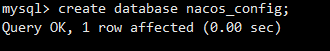 mysql> create database nacos_config;
Query OK, 1 row affected (0.00 sec)